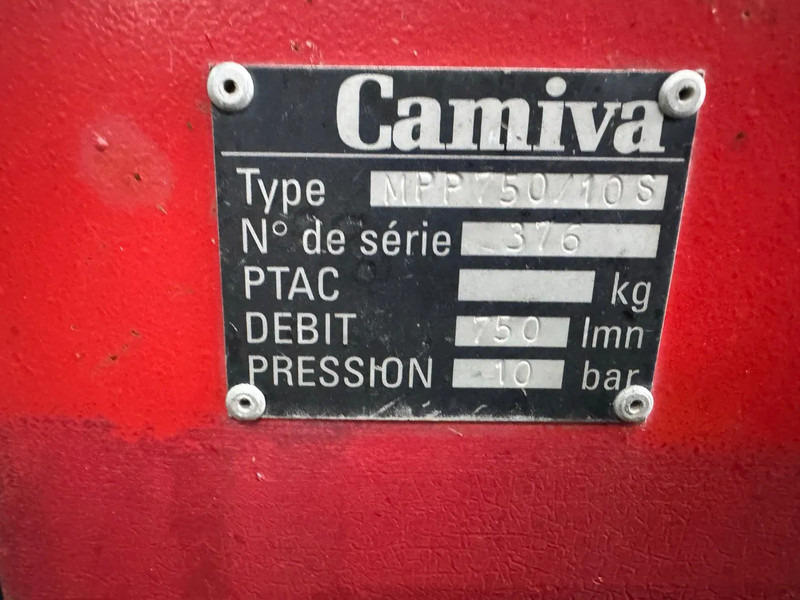 Camiva
Type MPP750/10S
N° de série 376
PTAC kg
DEBIT 750 lmn
PRESSION 10 bar